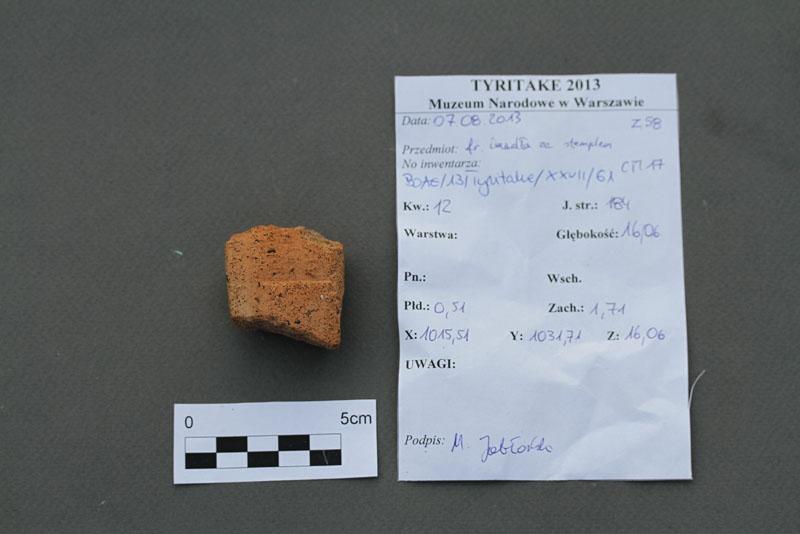 TYRITAKE 2013
Muzeum Narodowe w Warszawie
Data: 07.08.2013 Z58
Przedmiot: fr. imadła ze stemplem
No inwentarza: СП 17
BOAE/13/Tyritake/XXVII/61
Kw.: 12 J. str.: 184
Warstwa: Głębokość: 16,06
Pn.: Wsch.
Płd.: 0,51 Zach.: 1,71
X: 1015,51 Y: 1031,71 Z: 16,06
UWAGI:
Podpis: M.
0 5cm